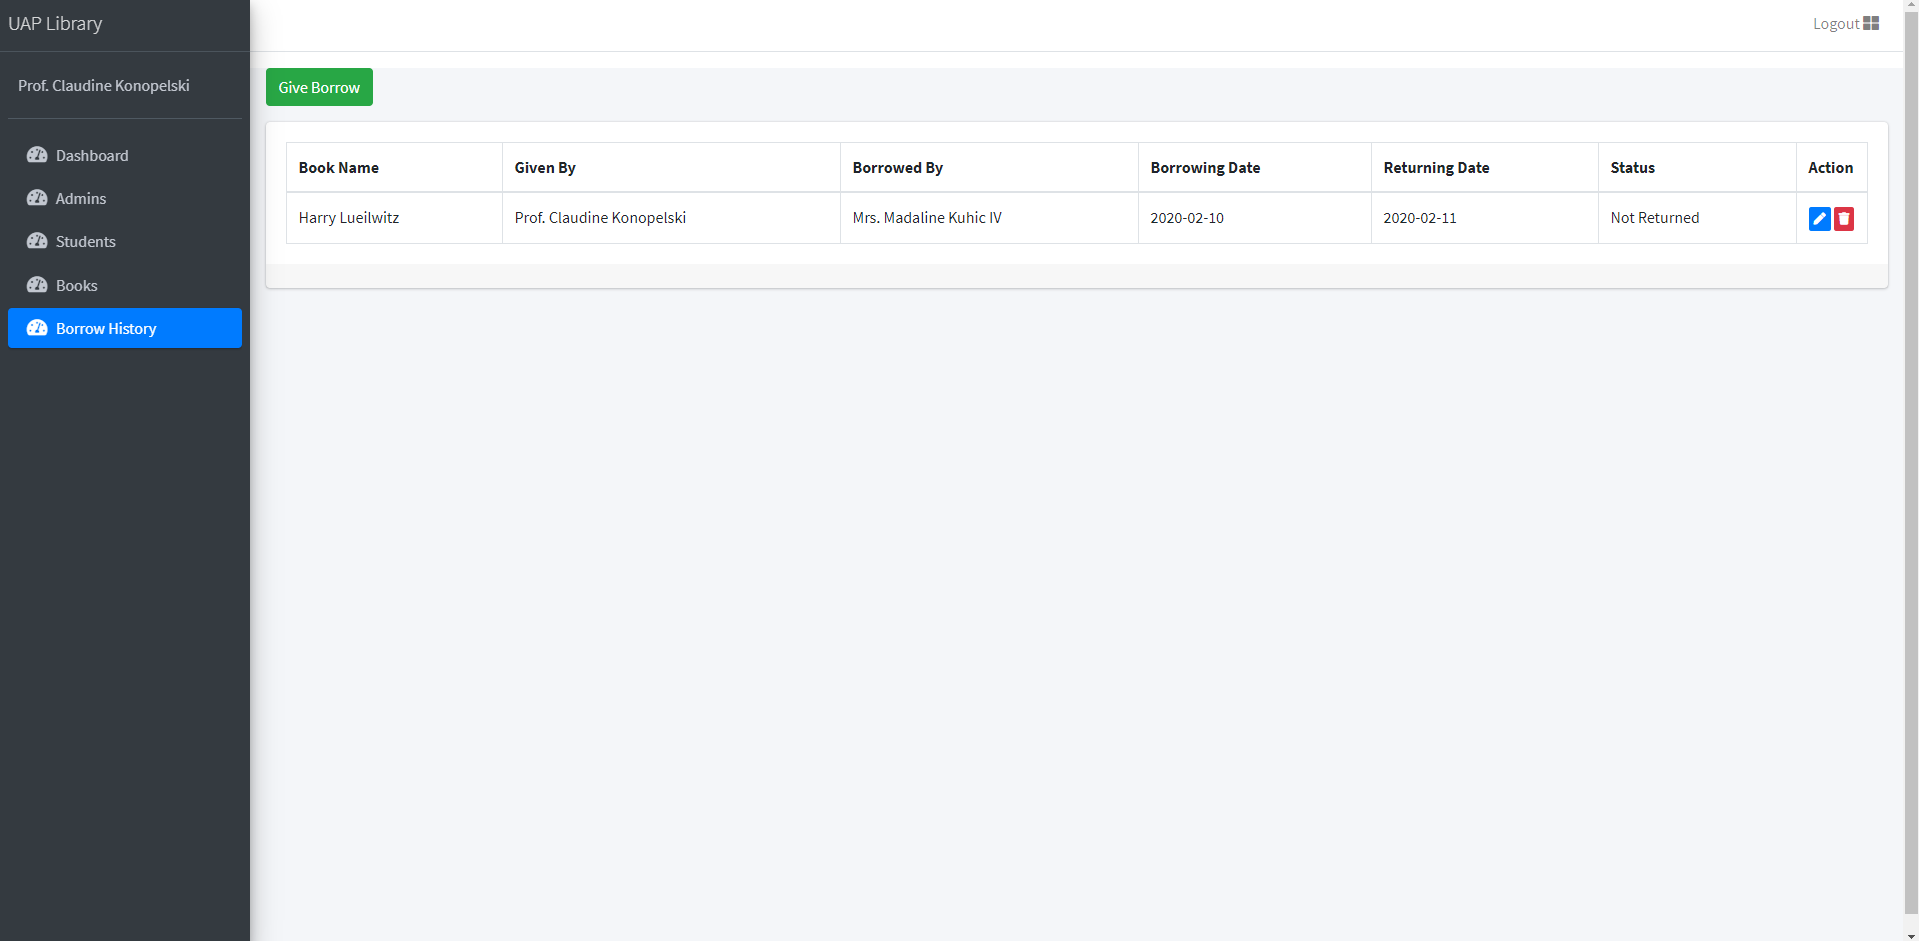 UAP Library
Logout
Prof. Claudine Konopelski
Dashboard
Admins
Students
Books
Borrow History
Give Borrow
Book Name Given By Borrowed By Borrowing Date Returning Date Status Action
Harry Lueilwitz Prof. Claudine Konopelski Mrs. Madaline Kuhic IV 2020-02-10 2020-02-11 Not Returned